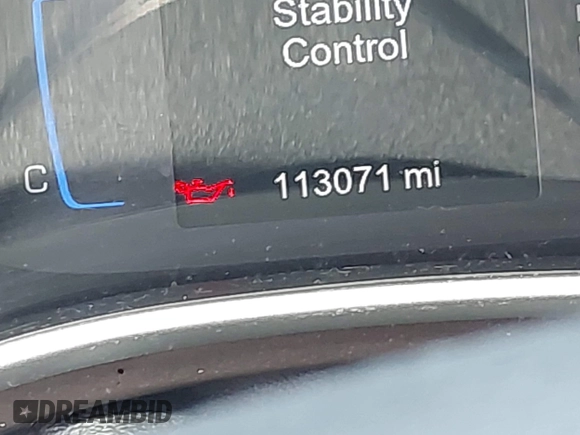 Stability
Control
C
113071 mi
DREAMBID